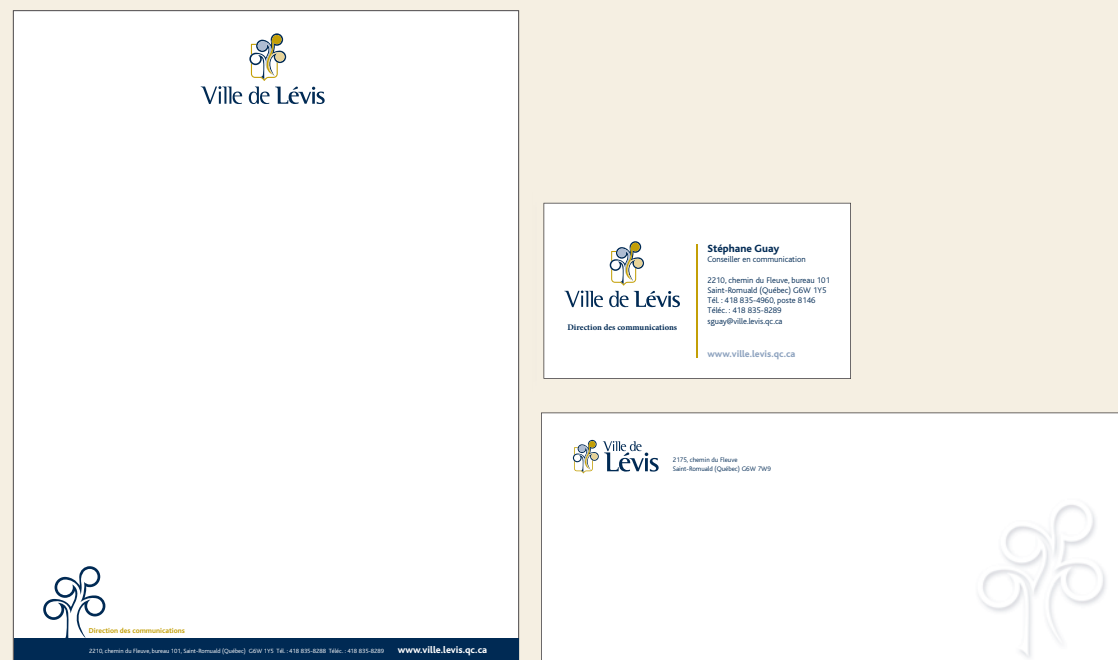 Ville de Lévis
Direction des communications
2210, chemin du Fleuve, bureau 101, Saint-Romuald (Québec) G6W 1Y5 Tél. : 418 835-8288 Téléc. : 418 835-8289 www.ville.levis.qc.ca
Ville de Lévis
Direction des communications
Stéphane Guay
Conseiller en communication
2210, chemin du Fleuve, bureau 101
Saint-Romuald (Québec) G6W 1Y5
Tél. : 418 835-4960, poste 8146
Téléc. : 418 835-8289
sguay@ville.levis.qc.ca
www.ville.levis.qc.ca
Ville de
Lévis
2175, chemin du Fleuve
Saint-Romuald (Québec) G6W 7W9